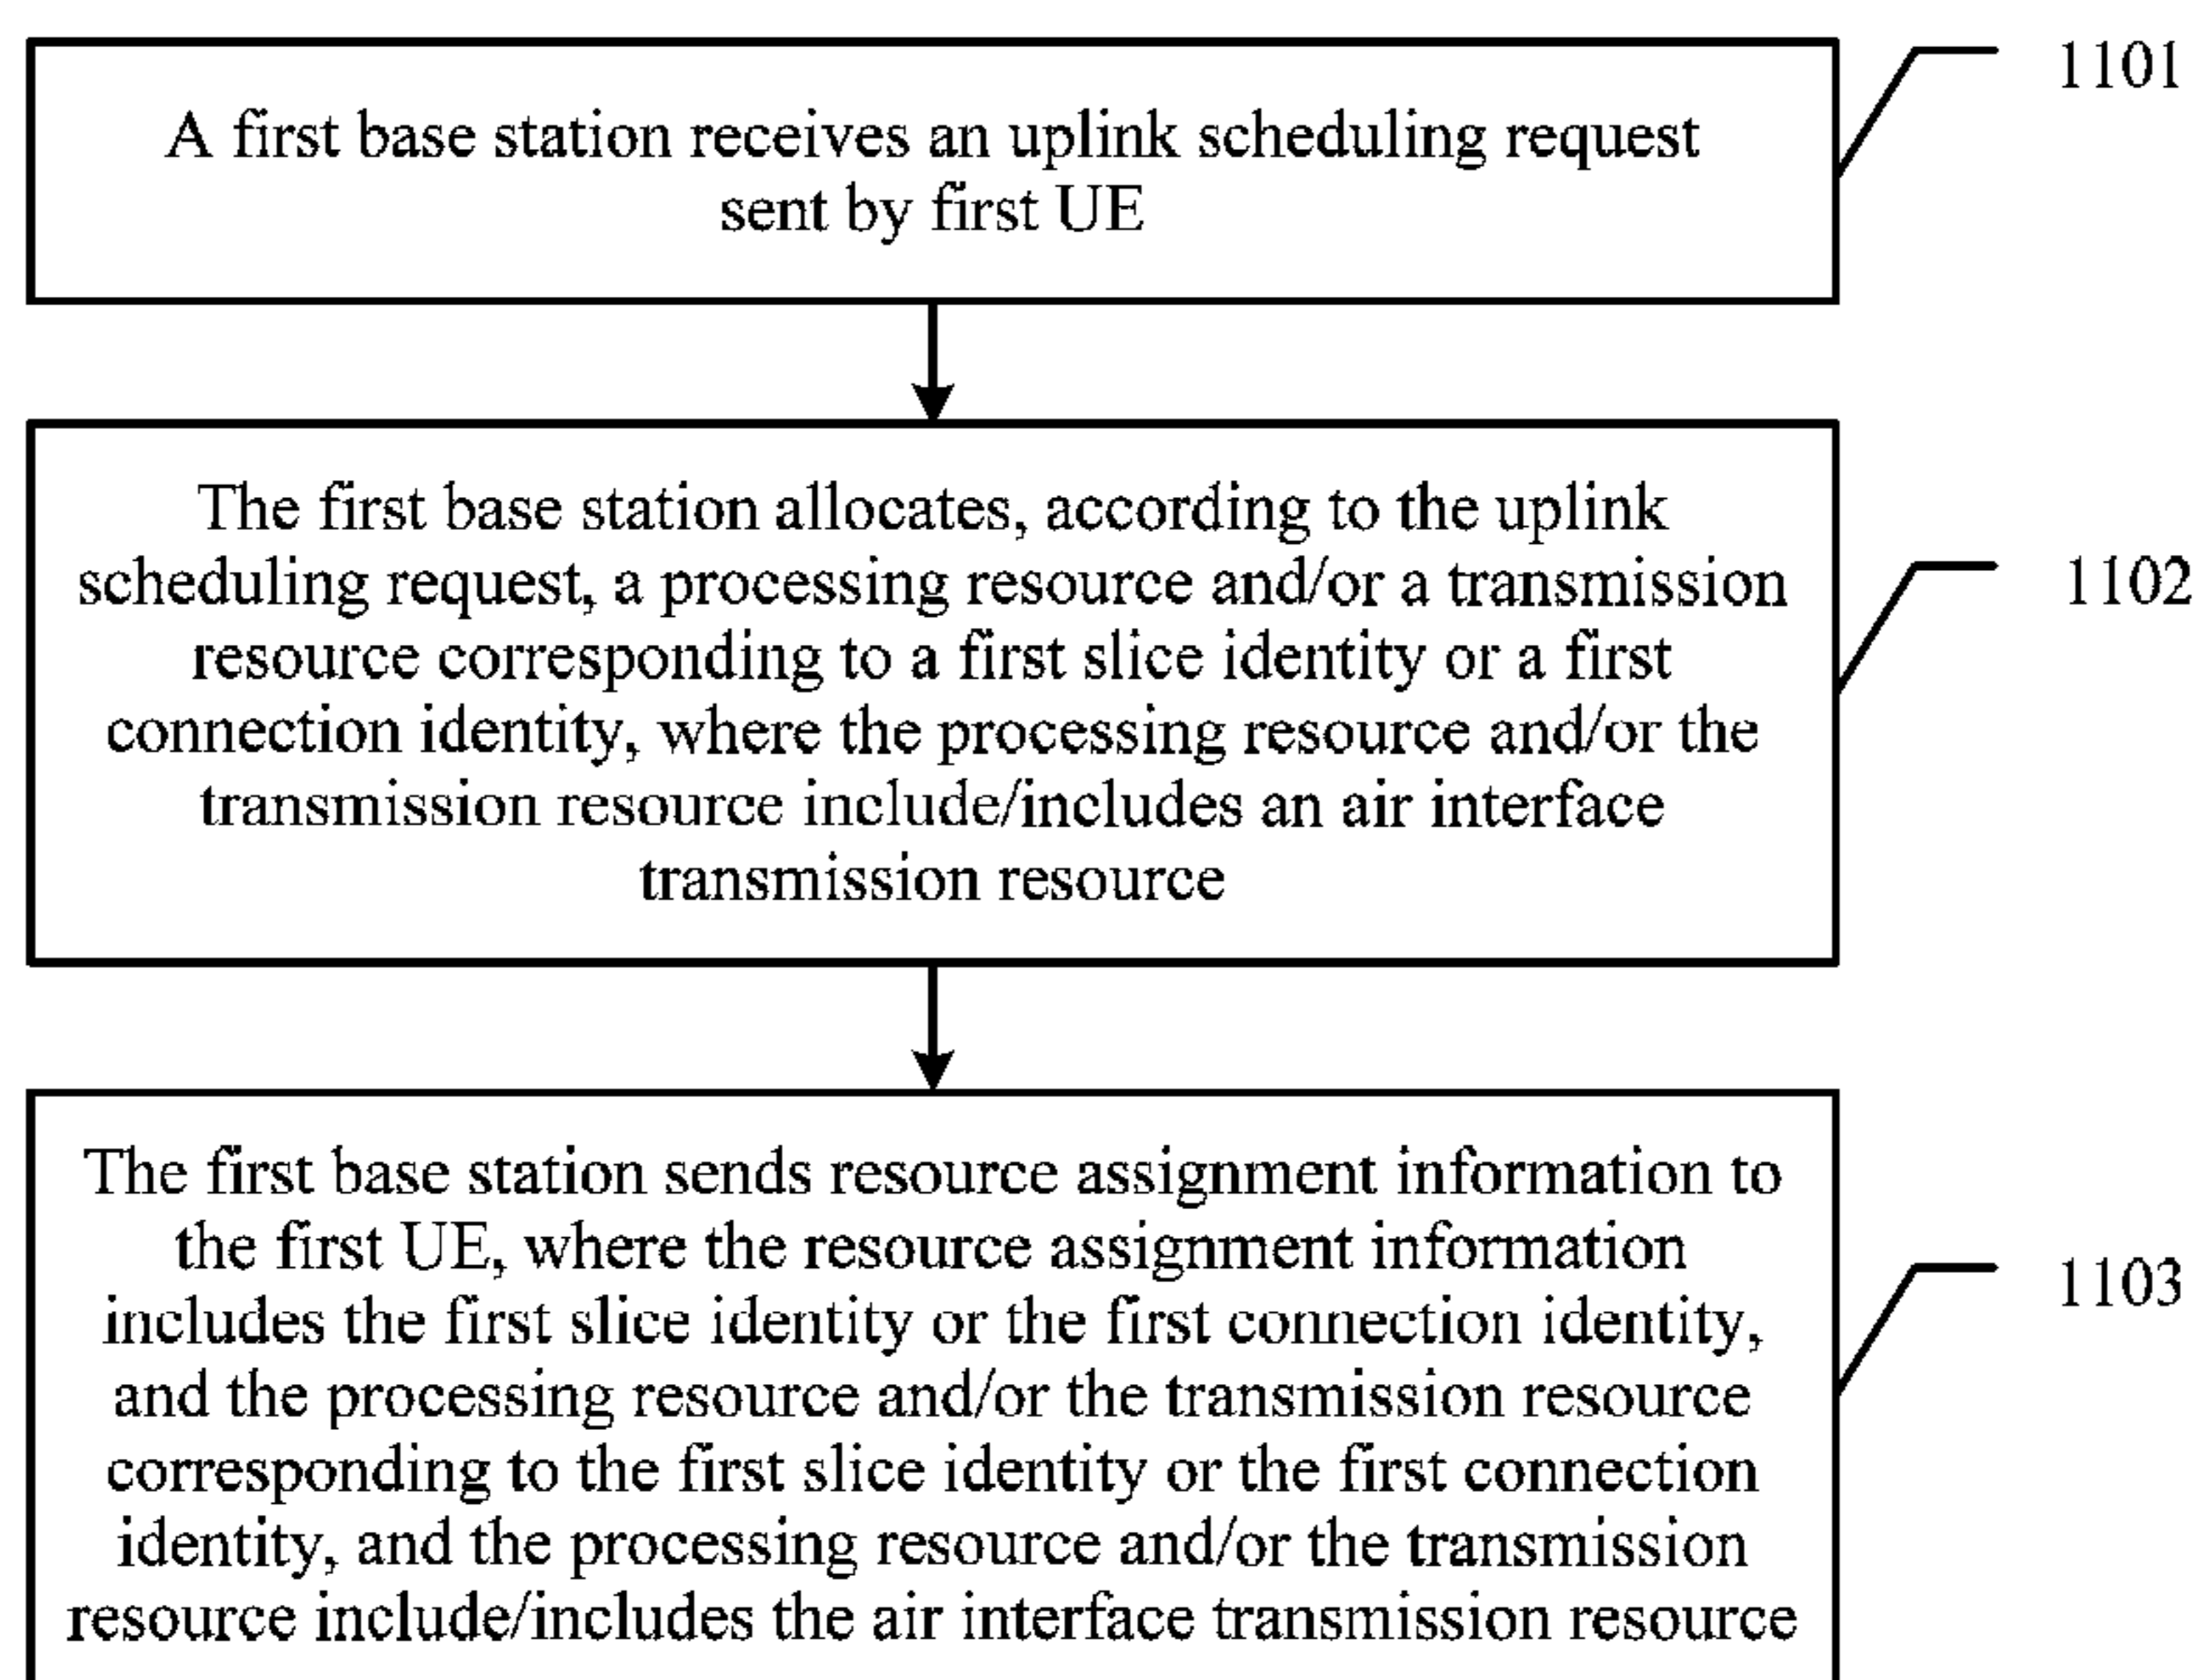 A first base station receives an uplink scheduling request
sent by first UE
1101
The first base station allocates, according to the uplink
scheduling request, a processing resource and/or a transmission
resource corresponding to a first slice identity or a first
connection identity, where the processing resource and/or the
transmission resource include/includes an air interface
transmission resource
1102
The first base station sends resource assignment information to
the first UE, where the resource assignment information
includes the first slice identity or the first connection identity,
and the processing resource and/or the transmission resource
corresponding to the first slice identity or the first connection
identity, and the processing resource and/or the transmission
resource include/includes the air interface transmission resource
1103